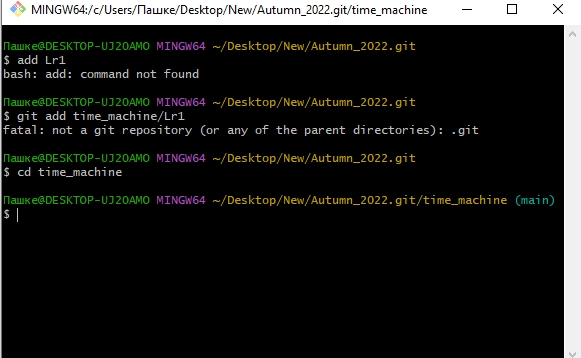 MINGW64:/c/Users/Пашке/Desktop/New/Autumn_2022.git/time_machine
Пашке@DESKTOP-UJ2OAMO MINGW64 ~/Desktop/New/Autumn_2022.git
$ add Lr1
bash: add: command not found
Пашке@DESKTOP-UJ2OAMO MINGW64 ~/Desktop/New/Autumn_2022.git
$ git add time_machine/Lr1
fatal: not a git repository (or any of the parent directories): .git
Пашке@DESKTOP-UJ2OAMO MINGW64 ~/Desktop/New/Autumn_2022.git
$ cd time_machine
Пашке@DESKTOP-UJ2OAMO MINGW64 ~/Desktop/New/Autumn_2022.git/time_machine (main)
$